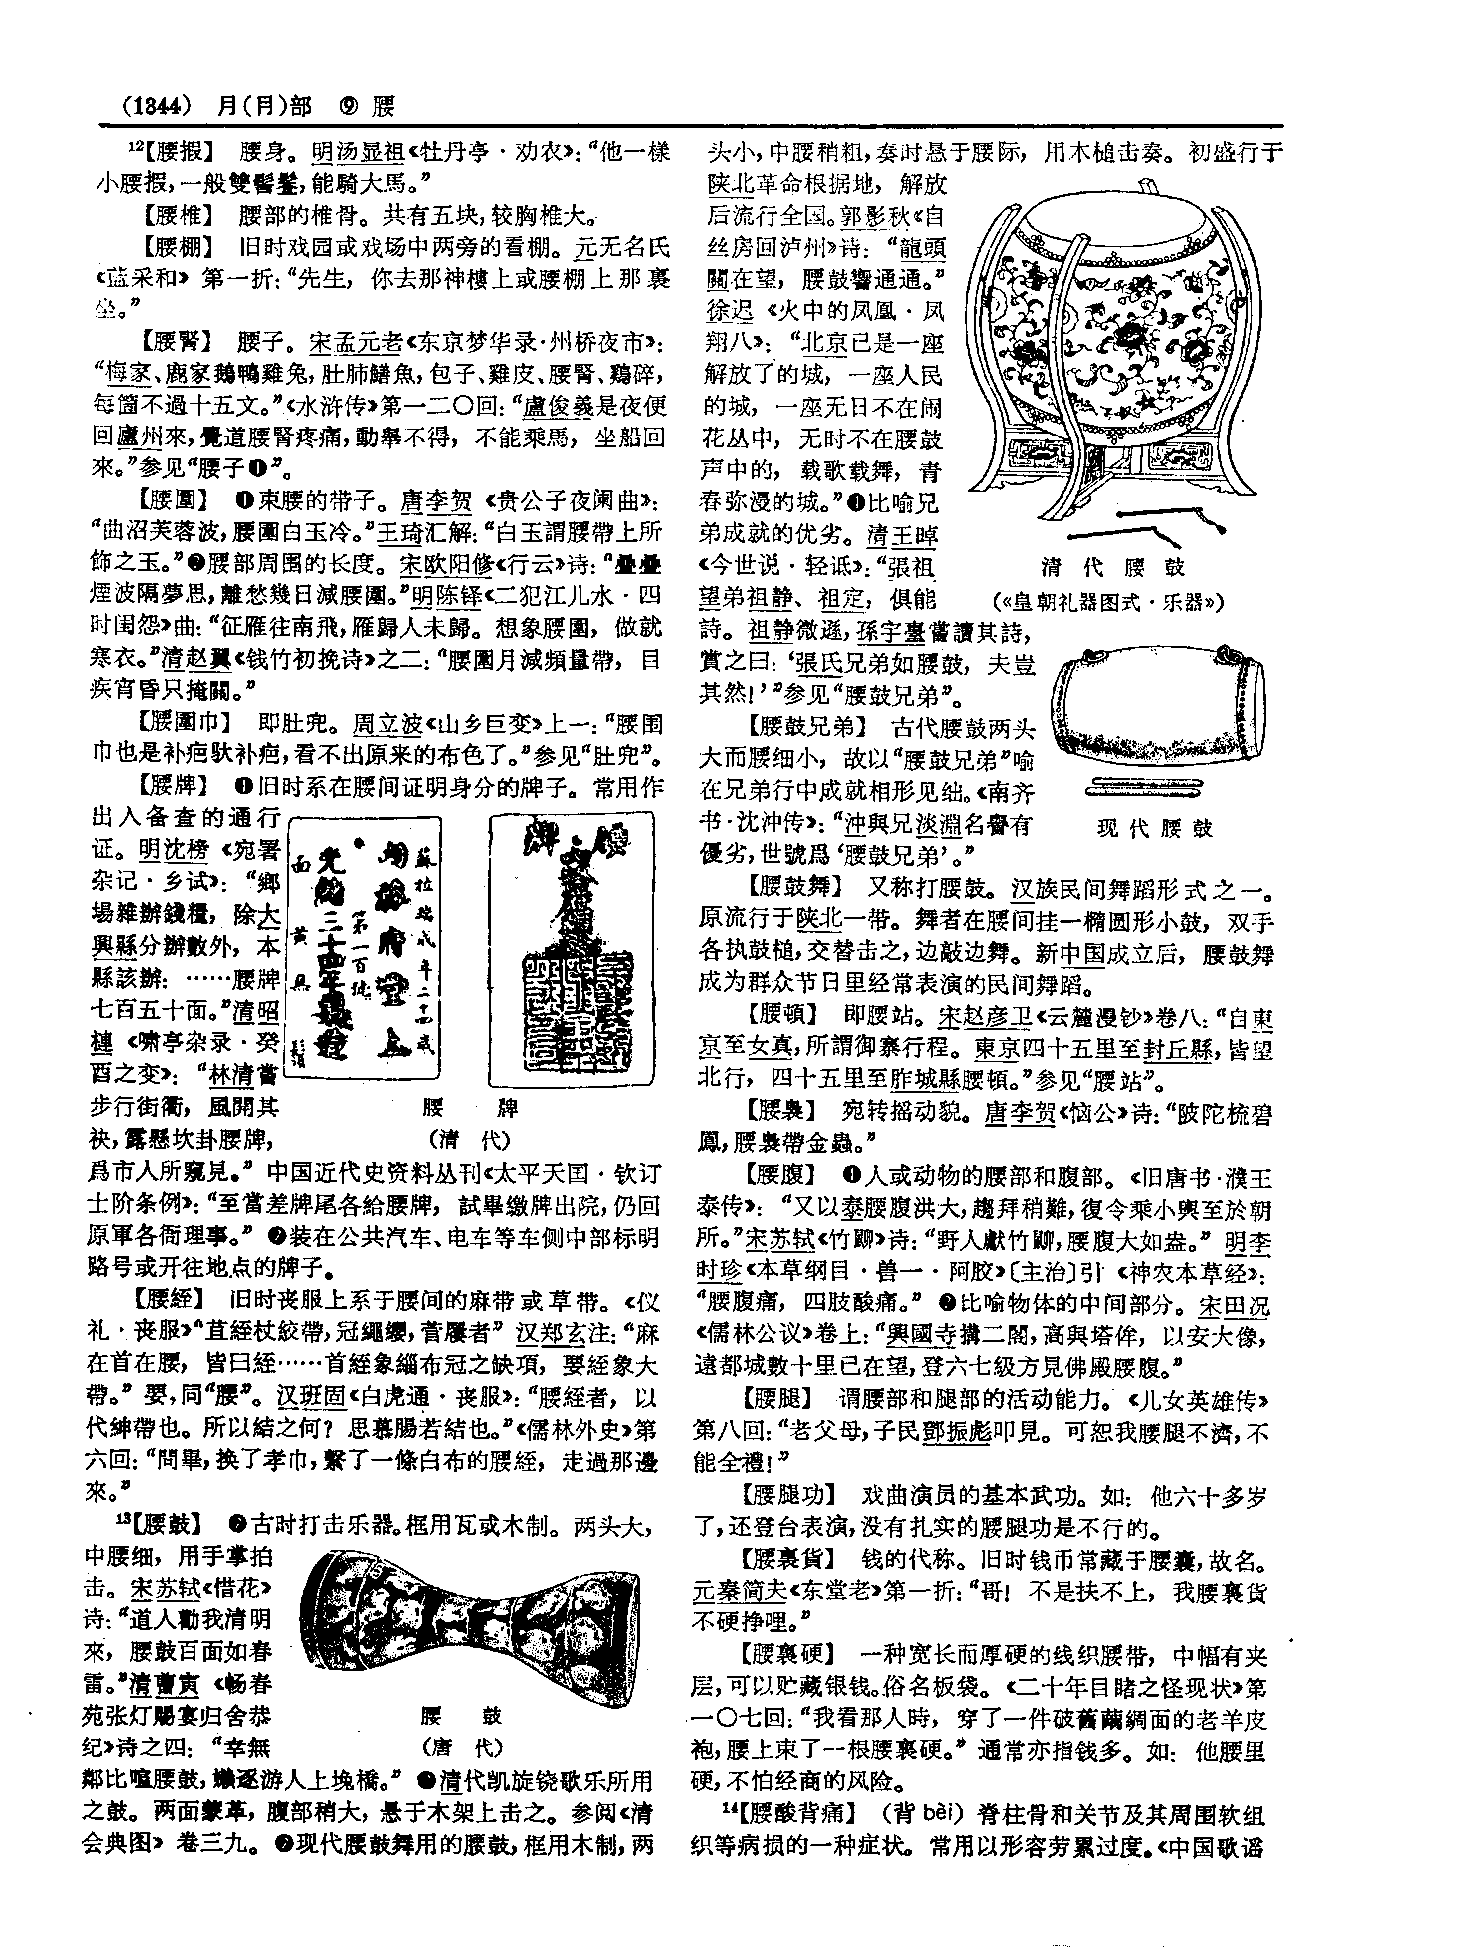 (1344) 月(⺼)部 ⑨ 腰
¹²【腰報】 腰身。明汤显祖《牡丹亭·劝农》：“他一樣
小腰報，一般雙髻鬖，能騎大馬。”
【腰椎】 腰部的椎骨。共有五块，较胸椎大。
【腰棚】 旧时戏园或戏场中两旁的看棚。元无名氏
《蓝采和》第一折：“先生，你去那神樓上或腰棚上那裏
坐。”
【腰腎】 腰子。宋孟元老《东京梦华录·州桥夜市》：
“梅家、鹿家鵝鴨雞兔，肚肺鱔魚，包子、雞皮、腰腎、鷄碎，
每箇不過十五文。”《水浒传》第一二〇回：“盧俊義是夜便
回廬州來，覺道腰腎疼痛，動舉不得，不能乘馬，坐船回
來。”参见“腰子❶”。
【腰圍】 ❶束腰的带子。唐李贺《贵公子夜阑曲》：
“曲沼芙蓉波，腰圍白玉冷。”王琦汇解：“白玉謂腰帶上所
飾之玉。”❷腰部周围的长度。宋欧阳修《行云》诗：“疊疊
煙波隔夢思，離愁幾日減腰圍。”明陈铎《二犯江儿水·四
时闺怨》曲：“征雁往南飛，雁歸人未歸。想象腰圍，做就
寒衣。”清赵翼《钱竹初挽诗》之二：“腰圍月減頻量帶，目
疾宵昏只掩關。”
【腰圍巾】 即肚兜。周立波《山乡巨变》上一：“腰围
巾也是补疤驮补疤，看不出原来的布色了。”参见“肚兜”。
【腰牌】 ❶旧时系在腰间证明身分的牌子。常用作
出入备查的通行
证。明沈榜《宛署
杂记·乡试》：“鄉
場雜辦錢糧，除大
興縣分辦數外，本
縣該辦：……腰牌
七百五十面。”清昭
槤《啸亭杂录·癸
酉之变》：“林清嘗
步行街衢，風開其
袂，露懸坎卦腰牌，
腰 牌
（清 代）
爲市人所窺見。”中国近代史资料丛刊《太平天囯·钦订
士阶条例》：“至當差牌尾各給腰牌，試畢繳牌出院，仍回
原軍各衙理事。”❷装在公共汽车、电车等车侧中部标明
路号或开往地点的牌子。
【腰絰】 旧时丧服上系于腰间的麻带或草带。《仪
礼·丧服》“苴絰杖絞帶，冠繩纓，菅屨者”汉郑玄注：“麻
在首在腰，皆曰絰……首絰象緇布冠之缺項，要絰象大
帶。”要，同“腰”。汉班固《白虎通·丧服》：“腰絰者，以
代紳帶也。所以結之何？思慕腸若結也。”《儒林外史》第
六回：“問畢，换了孝巾，繫了一條白布的腰絰，走過那邊
來。”
¹³【腰鼓】 ❶古时打击乐器。框用瓦或木制。两头大，
中腰细，用手掌拍
击。宋苏轼《惜花》
诗：“道人勸我清明
來，腰鼓百面如春
雷。”清曹寅《畅春
苑张灯赐宴归舍恭
纪》诗之四：“幸無
腰 鼓
（唐 代）
鄰比喧腰鼓，嬾逐游人上堍橋。”❷清代凯旋铙歌乐所用
之鼓。两面蒙革，腹部稍大，悬于木架上击之。参阅《清
会典图》卷三九。❸现代腰鼓舞用的腰鼓，框用木制，两
头小，中腰稍粗，奏时悬于腰际，用木槌击奏。初盛行于
陕北革命根据地，解放
后流行全国。郭影秋《自
丝房回泸州》诗：“龍頭
關在望，腰鼓響通通。”
徐迟《火中的凤凰·凤
翔八》：“北京已是一座
解放了的城，一座人民
的城，一座无日不在闹
花丛中，无时不在腰鼓
声中的，载歌载舞，青
春弥漫的城。”❹比喻兄
弟成就的优劣。清王晫
《今世说·轻诋》：“張祖
望弟祖静、祖定，俱能
詩。祖静微遜，孫宇臺嘗讀其詩，
賞之曰：‘張氏兄弟如腰鼓，夫豈
其然！’”参见“腰鼓兄弟”。
清 代 腰 鼓
（《皇朝礼器图式·乐器》）
【腰鼓兄弟】 古代腰鼓两头
大而腰细小，故以“腰鼓兄弟”喻
在兄弟行中成就相形见绌。《南齐
书·沈冲传》：“沖與兄淡淵名譽有
優劣，世號爲‘腰鼓兄弟’。”
现 代 腰 鼓
【腰鼓舞】 又称打腰鼓。汉族民间舞蹈形式之一。
原流行于陕北一带。舞者在腰间挂一椭圆形小鼓，双手
各执鼓槌，交替击之，边敲边舞。新中国成立后，腰鼓舞
成为群众节日里经常表演的民间舞蹈。
【腰頓】 即腰站。宋赵彦卫《云麓漫钞》卷八：“自東
京至女真，所謂御寨行程。東京四十五里至封丘縣，皆望
北行，四十五里至胙城縣腰頓。”参见“腰站”。
【腰裊】 宛转摇动貌。唐李贺《恼公》诗：“陂陀梳碧
鳳，腰裊帶金蟲。”
【腰腹】 ❶人或动物的腰部和腹部。《旧唐书·濮王
泰传》：“又以泰腰腹洪大，趨拜稍難，復令乘小輿至於朝
所。”宋苏轼《竹䶉》诗：“野人獻竹䶉，腰腹大如盎。”明李
时珍《本草纲目·兽一·阿胶》〔主治〕引《神农本草经》：
“腰腹痛，四肢酸痛。”❷比喻物体的中间部分。宋田况
《儒林公议》卷上：“興國寺搆二閣，高與塔侔，以安大像，
遠都城數十里已在望，登六七级方見佛殿腰腹。”
【腰腿】 谓腰部和腿部的活动能力。《儿女英雄传》
第八回：“老父母，子民鄧振彪叩見。可恕我腰腿不濟，不
能全禮！”
【腰腿功】 戏曲演员的基本武功。如：他六十多岁
了，还登台表演，没有扎实的腰腿功是不行的。
【腰裏貨】 钱的代称。旧时钱币常藏于腰囊，故名。
元秦简夫《东堂老》第一折：“哥！不是扶不上，我腰裏貨
不硬挣哩。”
【腰裏硬】 一种宽长而厚硬的线织腰带，中幅有夹
层，可以贮藏银钱。俗名板袋。《二十年目睹之怪现状》第
一〇七回：“我看那人時，穿了一件破舊繭綢面的老羊皮
袍，腰上束了一根腰裏硬。”通常亦指钱多。如：他腰里
硬，不怕经商的风险。
¹⁴【腰酸背痛】 （背 bèi）脊柱骨和关节及其周围软组
织等病损的一种症状。常用以形容劳累过度。《中国歌谣